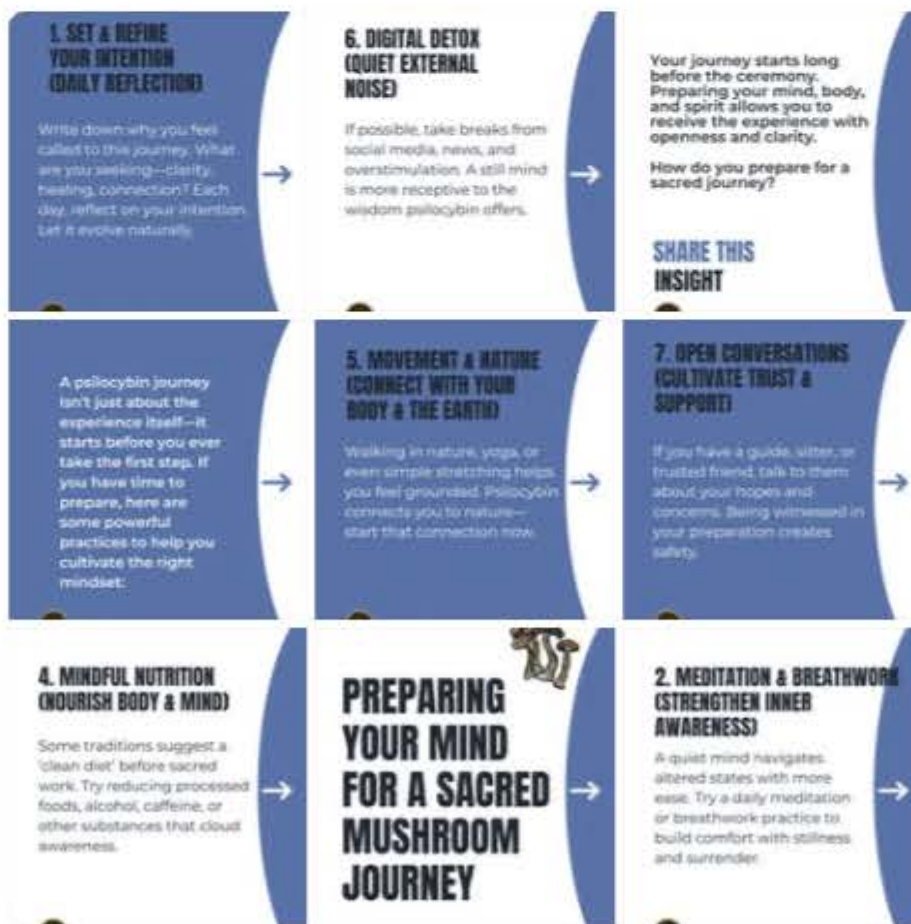 1. SET & REFINE
YOUR INTENTION
(DAILY REFLECTION)
Write down why you feel
called to this journey. What
are you seeking—clarity,
healing, connection? Each
day, reflect on your intention.
Let it evolve naturally.
6. DIGITAL DETOX
(QUIET EXTERNAL
NOISE)
If possible, take breaks from
social media, news, and
overstimulation. A still mind
is more receptive to the
wisdom psilocybin offers.
Your journey starts long
before the ceremony.
Preparing your mind, body,
and spirit allows you to
receive the experience with
openness and clarity.
How do you prepare for a
sacred journey?
SHARE THIS
INSIGHT
A psilocybin journey
isn't just about the
experience itself—it
starts before you ever
take the first step. If
you have time to
prepare, here are
some powerful
practices to help you
cultivate the right
mindset:
5. MOVEMENT & NATURE
(CONNECT WITH YOUR
BODY & THE EARTH)
Walking in nature, yoga, or
even simple stretching helps
you feel grounded. Psilocybin
connects you to nature—
start that connection now.
7. OPEN CONVERSATIONS
(CULTIVATE TRUST &
SUPPORT)
If you have a guide, sitter, or
trusted friend, talk to them
about your hopes and
concerns. Being witnessed in
your preparation creates
safety.
4. MINDFUL NUTRITION
(NOURISH BODY & MIND)
Some traditions suggest a
'clean diet' before sacred
work. Try reducing processed
foods, alcohol, caffeine, or
other substances that cloud
awareness.
PREPARING
YOUR MIND
FOR A SACRED
MUSHROOM
JOURNEY
2. MEDITATION & BREATHWORK
(STRENGTHEN INNER
AWARENESS)
A quiet mind navigates
altered states with more
ease. Try a daily meditation
or breathwork practice to
build comfort with stillness
and surrender.